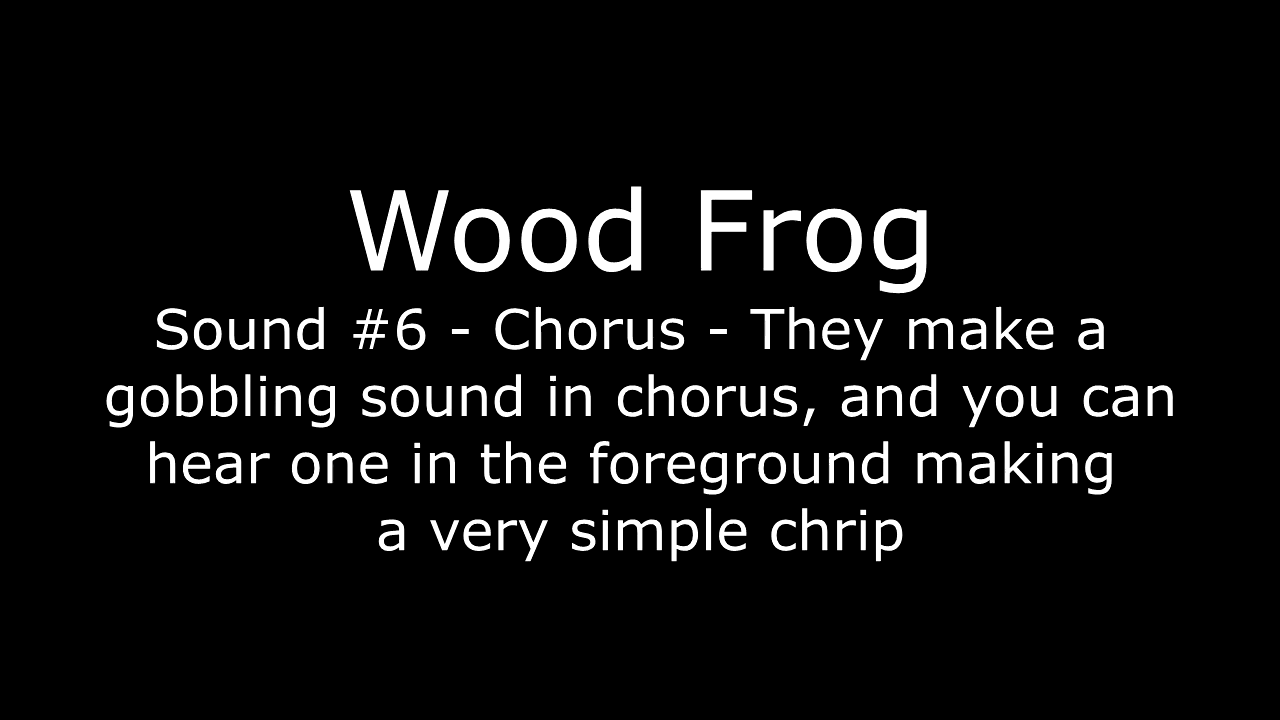 Wood Frog
Sound #6 - Chorus - They make a
gobbling sound in chorus, and you can
hear one in the foreground making
a very simple chrip